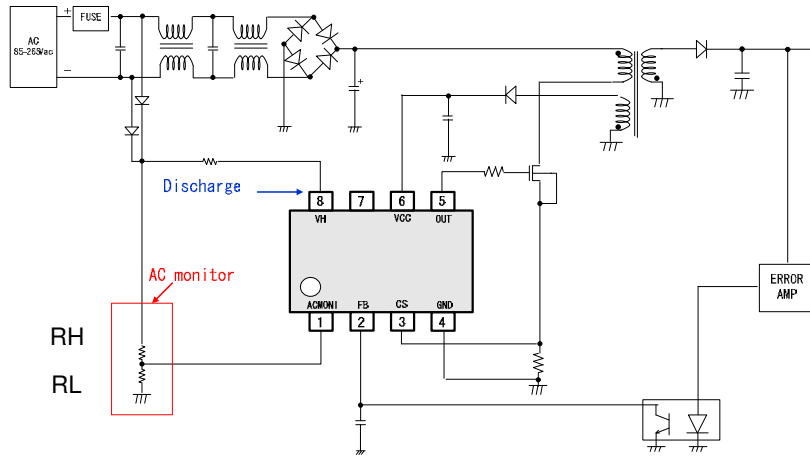 +
FUSE
AC
85-265Vac
−
+
Discharge
8
7
6
5
VH
VCC
OUT
AC monitor
ACMONI
FB
CS
GND
1
2
3
4
RH
RL
ERROR
AMP